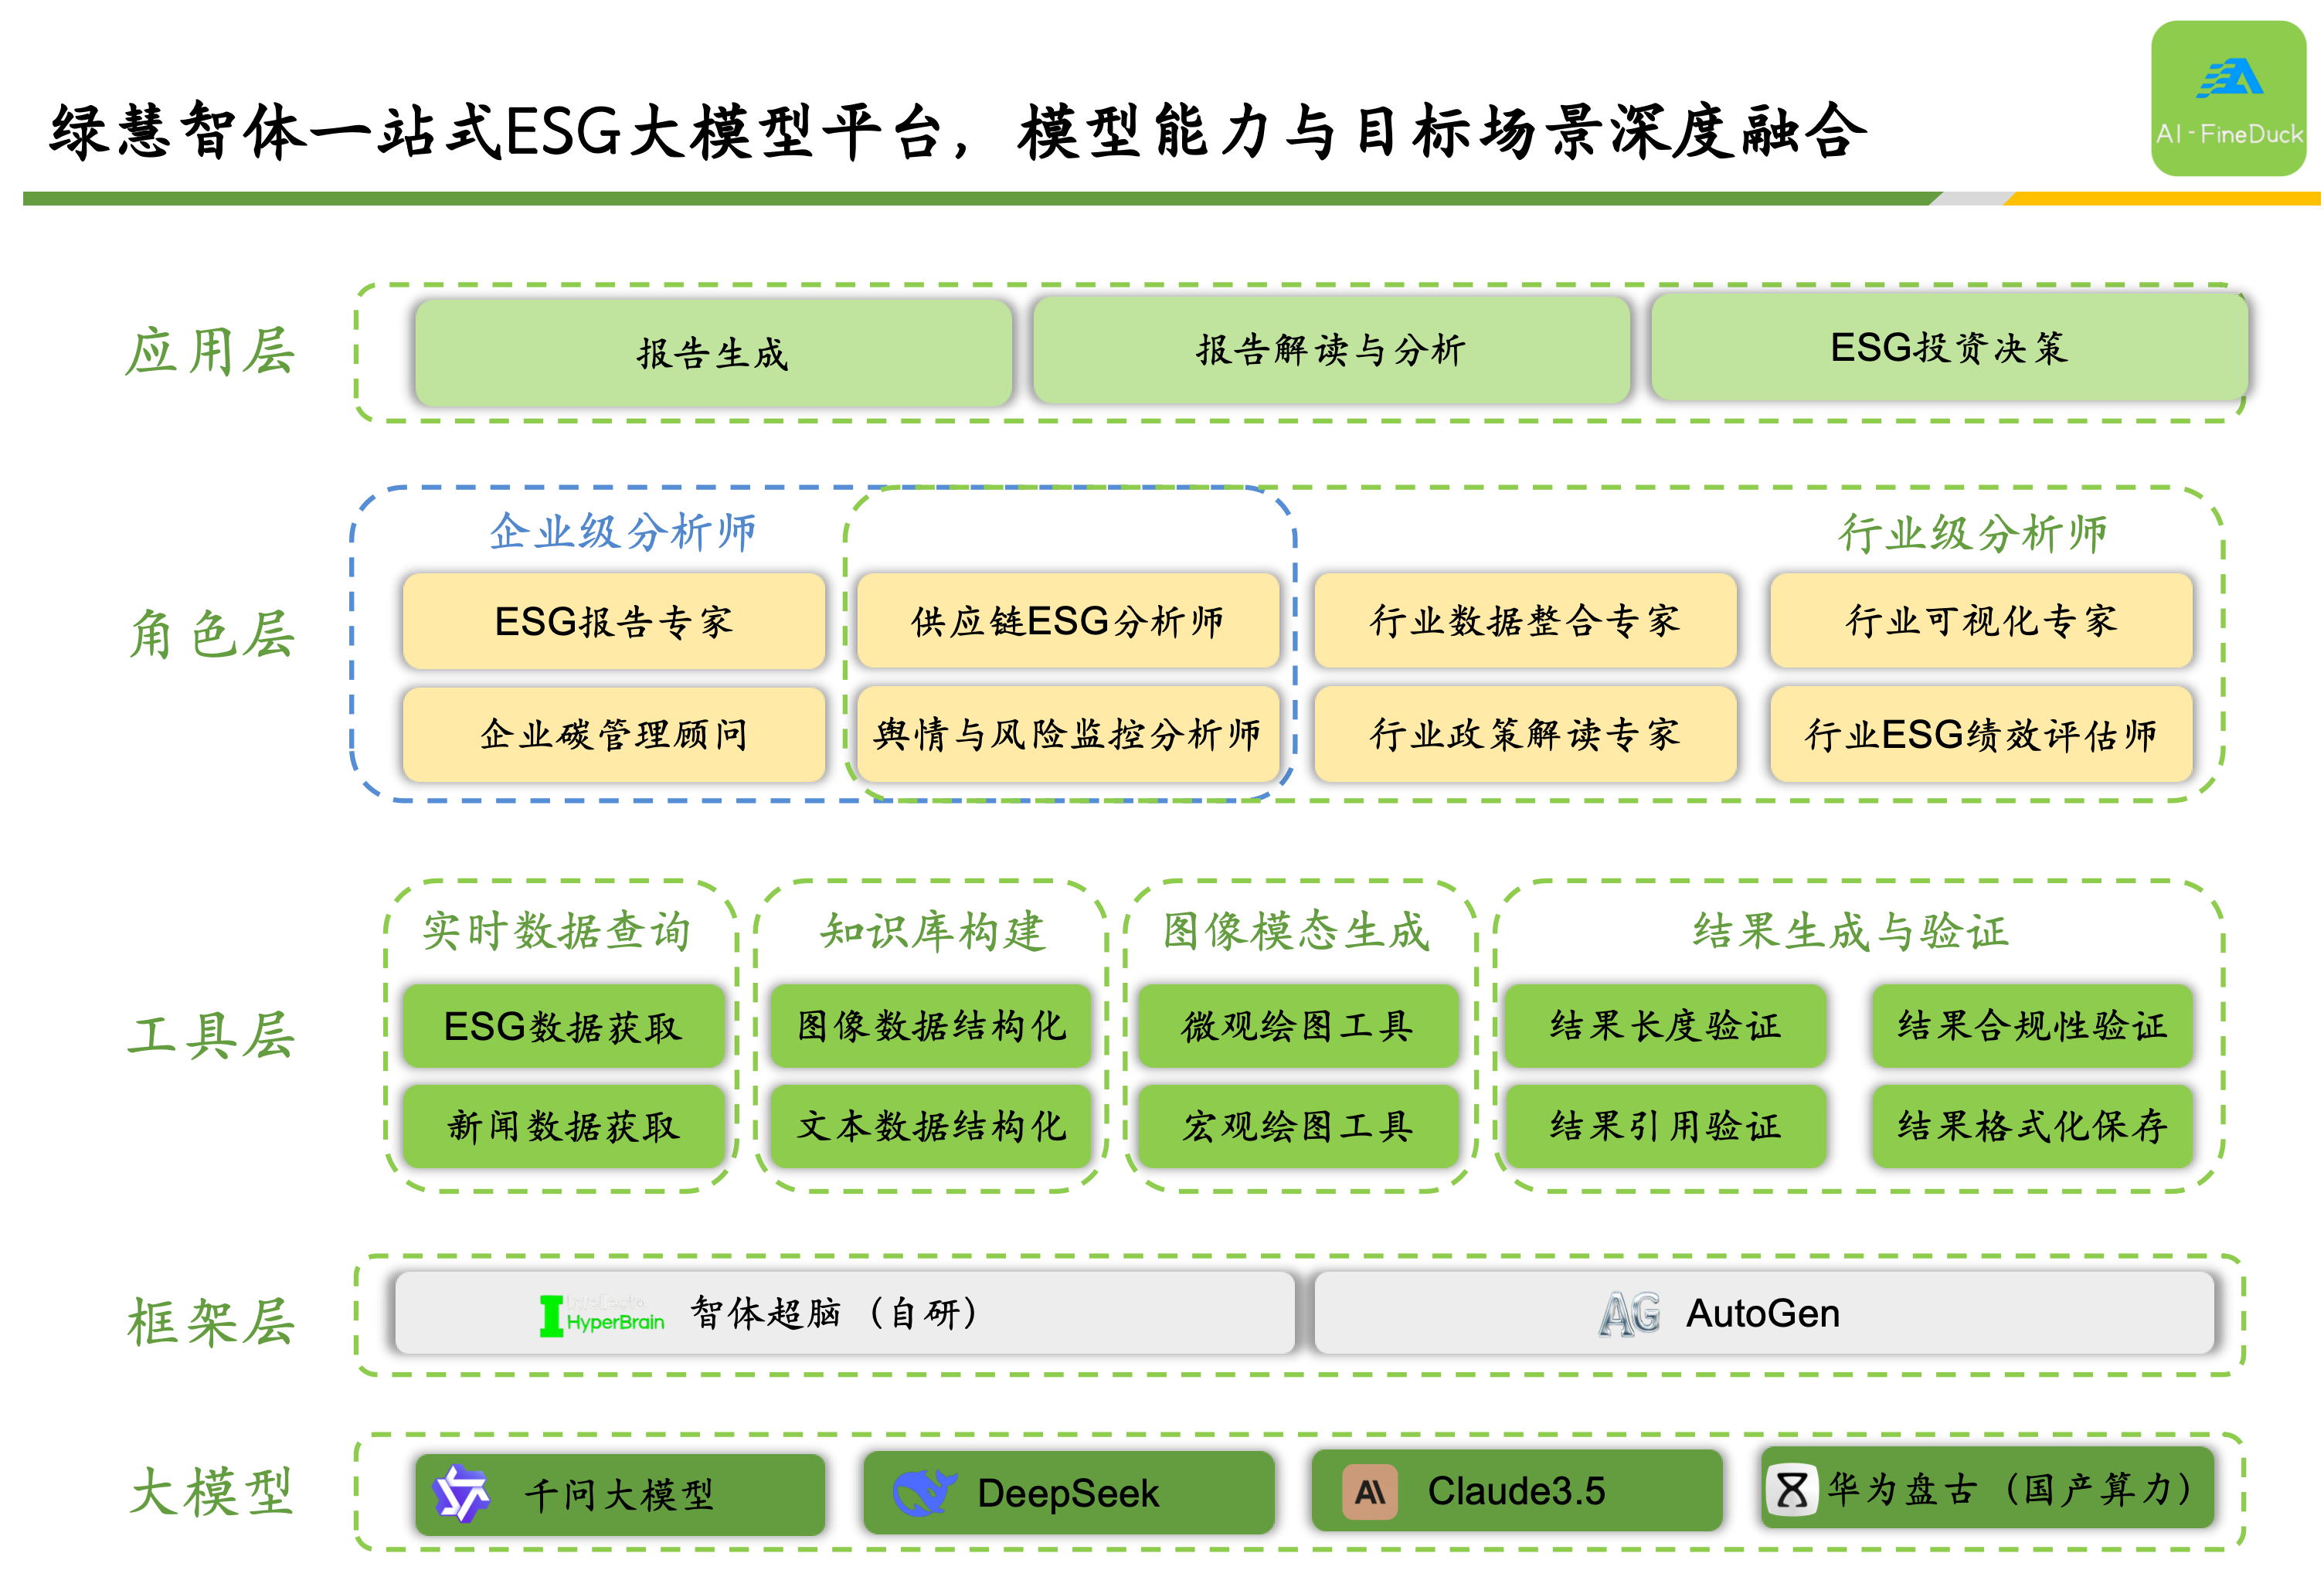 绿慧智体一站式ESG大模型平台，模型能力与目标场景深度融合
AI-FineDuck
应用层
报告生成
报告解读与分析
ESG投资决策
角色层
企业级分析师
行业级分析师
ESG报告专家
供应链ESG分析师
行业数据整合专家
行业可视化专家
企业碳管理顾问
舆情与风险监控分析师
行业政策解读专家
行业ESG绩效评估师
工具层
实时数据查询
知识库构建
图像模态生成
结果生成与验证
ESG数据获取
图像数据结构化
微观绘图工具
结果长度验证
结果合规性验证
新闻数据获取
文本数据结构化
宏观绘图工具
结果引用验证
结果格式化保存
框架层
HyperBrain
智体超脑（自研）
AG
AutoGen
大模型
千问大模型
DeepSeek
Claude3.5
华为盘古（国产算力）